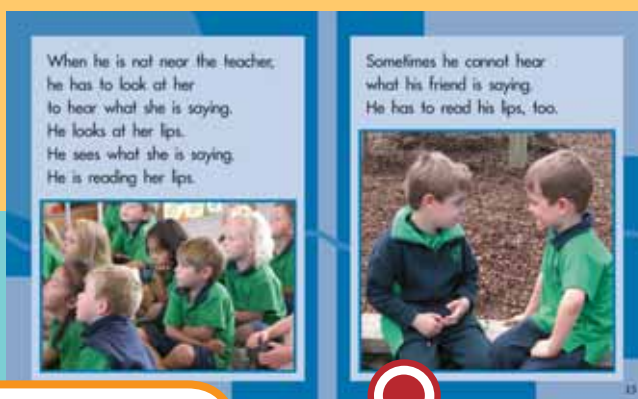 When he is not near the teacher,
he has to look at her
to hear what she is saying.
He looks at her lips.
He sees what she is saying.
He is reading her lips.
Sometimes he cannot hear
what his friend is saying.
He has to read his lips, too.